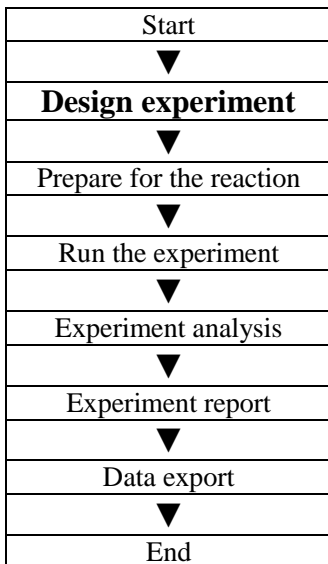 Start
▼
Design experiment
▼
Prepare for the reaction
▼
Run the experiment
▼
Experiment analysis
▼
Experiment report
▼
Data export
▼
End